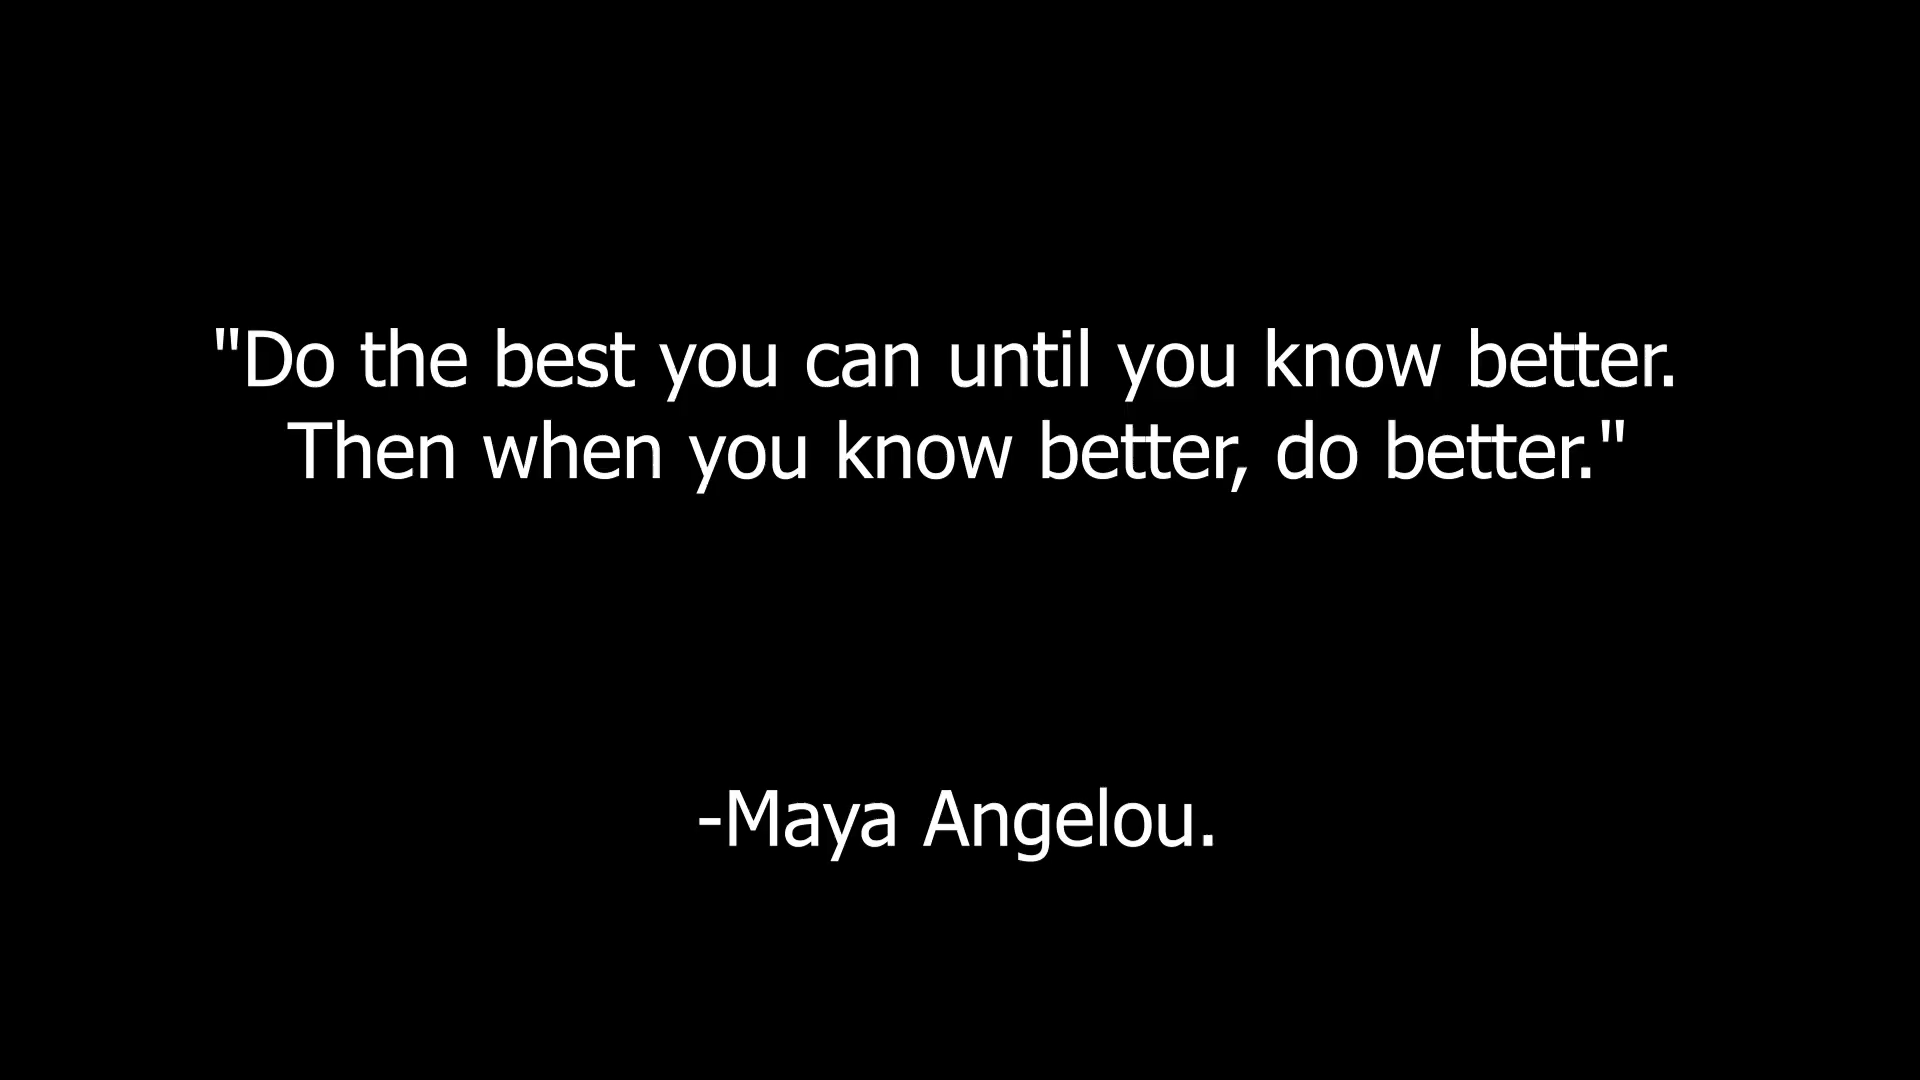 "Do the best you can until you know better.
Then when you know better, do better."
-Maya Angelou.